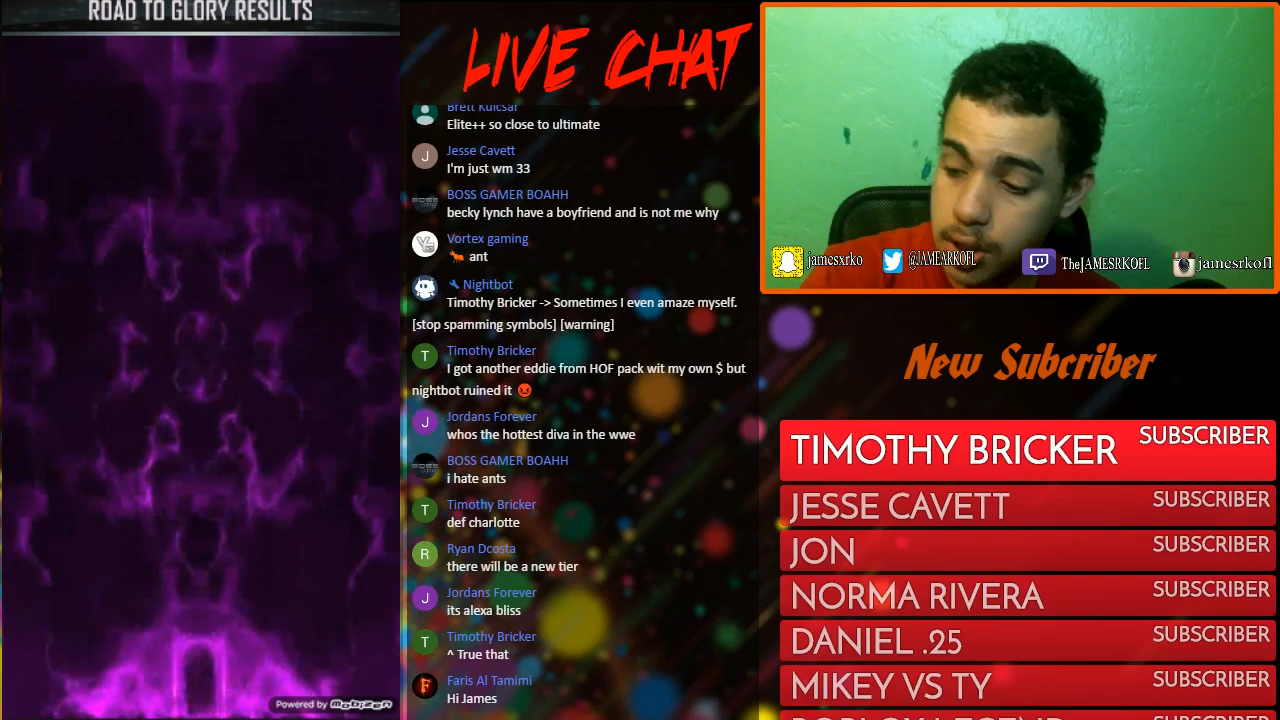 ROAD TO GLORY RESULTS
Powered by Mobizen
LIVE CHAT
Brett Kulcsar
Elite++ so close to ultimate
J
Jesse Cavett
I'm just wm 33
BOSS GAMER BOAHH
becky lynch have a boyfriend and is not me why
Vortex gaming
ant
Nightbot
Timothy Bricker -> Sometimes I even amaze myself.
[stop spamming symbols] [warning]
T
Timothy Bricker
I got another eddie from HOF pack wit my own $ but
nightbot ruined it
J
Jordans Forever
whos the hottest diva in the wwe
BOSS GAMER BOAHH
i hate ants
T
Timothy Bricker
def charlotte
R
Ryan Dcosta
there will be a new tier
J
Jordans Forever
its alexa bliss
T
Timothy Bricker
^ True that
F
Faris Al Tamimi
Hi James
jamesxrko
@JAMEARKOFL
TheJAMESRKOFL
jamesrkofl
New Subcriber
TIMOTHY BRICKER SUBSCRIBER
JESSE CAVETT SUBSCRIBER
JON SUBSCRIBER
NORMA RIVERA SUBSCRIBER
DANIEL .25 SUBSCRIBER
MIKEY VS TY SUBSCRIBER